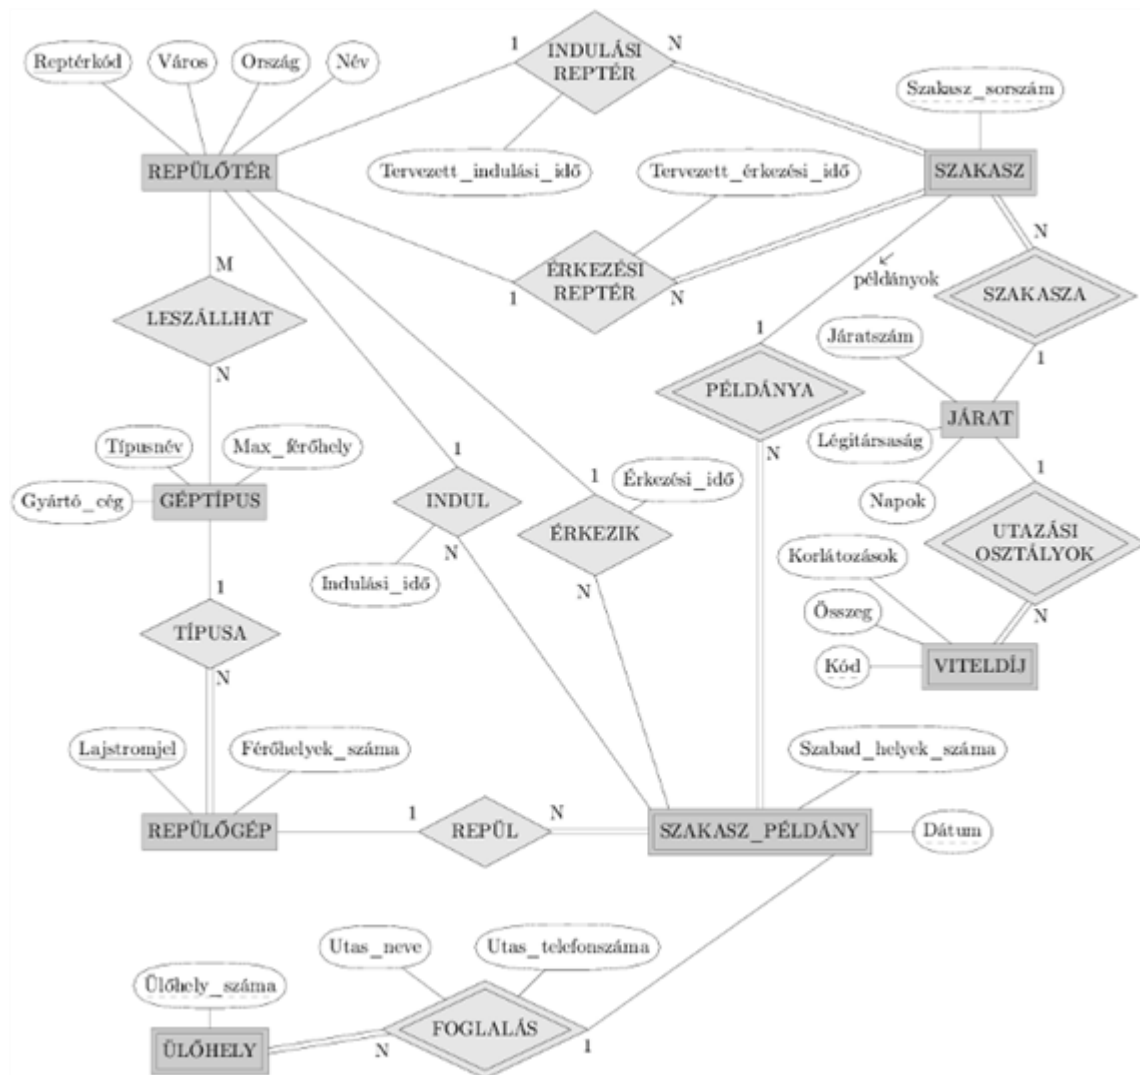 INDULÁSI
REPTÉR
1
N
Reptérkód
Város
Ország
Név
Szakasz_sorszám
REPÜLŐTÉR
Tervezett_indulási_idő
Tervezett_érkezési_idő
SZAKASZ
M
N
ÉRKEZÉSI
REPTÉR
1
N
példányok
SZAKASZA
LESZÁLLHAT
N
1
1
Járatszám
PÉLDÁNYA
JÁRAT
Típusnév
Max_férőhely
Légitársaság
N
1
1
1
Érkezési_idő
Gyártó_cég
GÉPTÍPUS
INDUL
Napok
ÉRKEZIK
UTAZÁSI
OSZTÁLYOK
N
Korlátozások
Indulási_idő
N
1
Összeg
N
TÍPUSA
N
Kód
VITELDÍJ
Lajstromjel
Férőhelyek_száma
Szabad_helyek_száma
1
N
REPÜLŐGÉP
REPÜL
SZAKASZ_PÉLDÁNY
Dátum
Utas_neve
Utas_telefonszáma
Ülőhely_száma
FOGLALÁS
ÜLŐHELY
N
1